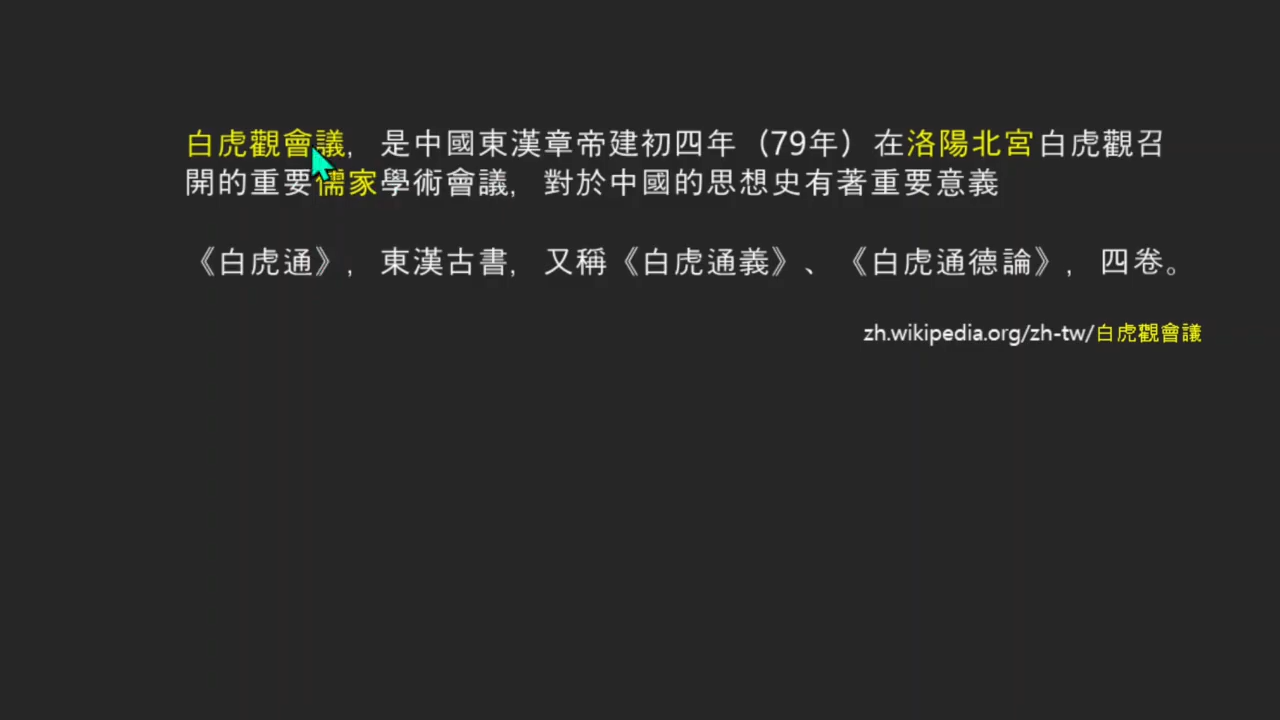 白虎觀會議，是中國東漢章帝建初四年（79年）在洛陽北宮白虎觀召
開的重要儒家學術會議，對於中國的思想史有著重要意義
《白虎通》，東漢古書，又稱《白虎通義》、《白虎通德論》，四卷。
zh.wikipedia.org/zh-tw/白虎觀會議